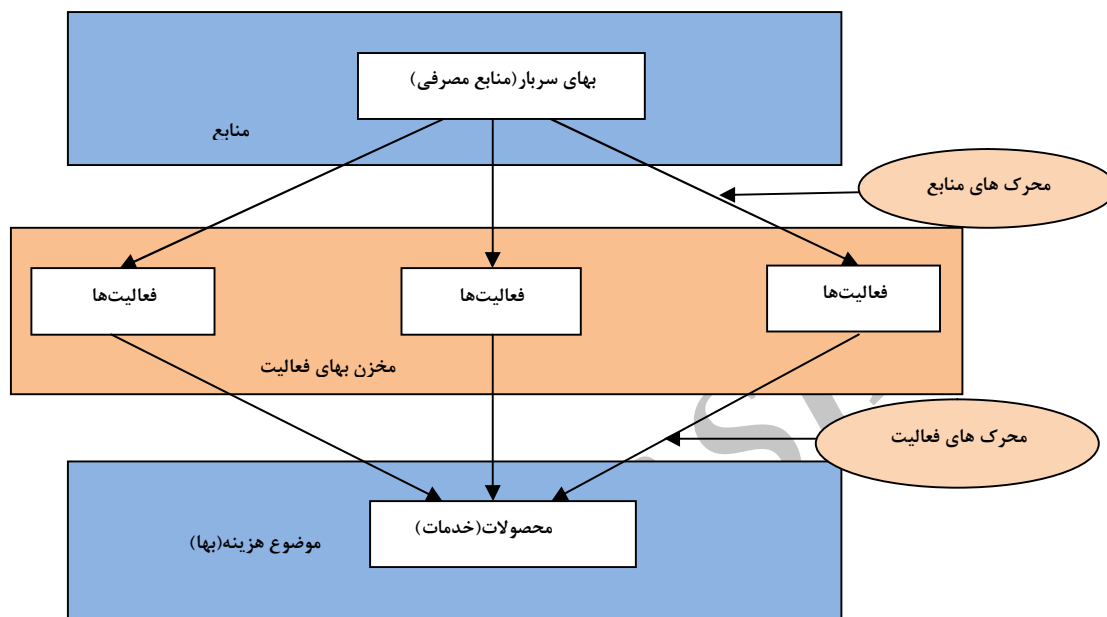 بهای سربار(منابع مصرفی)
منابع
محرک های منابع
فعالیت‌ها
فعالیت‌ها
فعالیت‌ها
مخزن بهای فعالیت
محرک های فعالیت
محصولات(خدمات)
موضوع هزینه(بها)